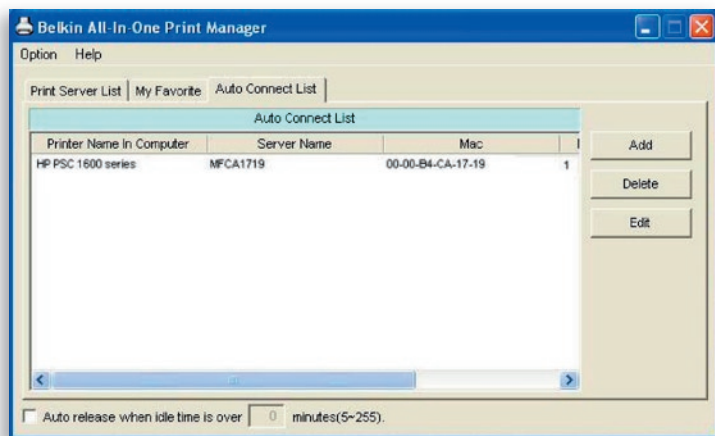 Belkin All-In-One Print Manager
Option Help
Print Server List My Favorite Auto Connect List
Auto Connect List
Printer Name In Computer Server Name Mac
HP PSC 1600 series MFCA1719 00-00-B4-CA-17-19 1
Add
Delete
Edit
Auto release when idle time is over 0 minutes(5~255).